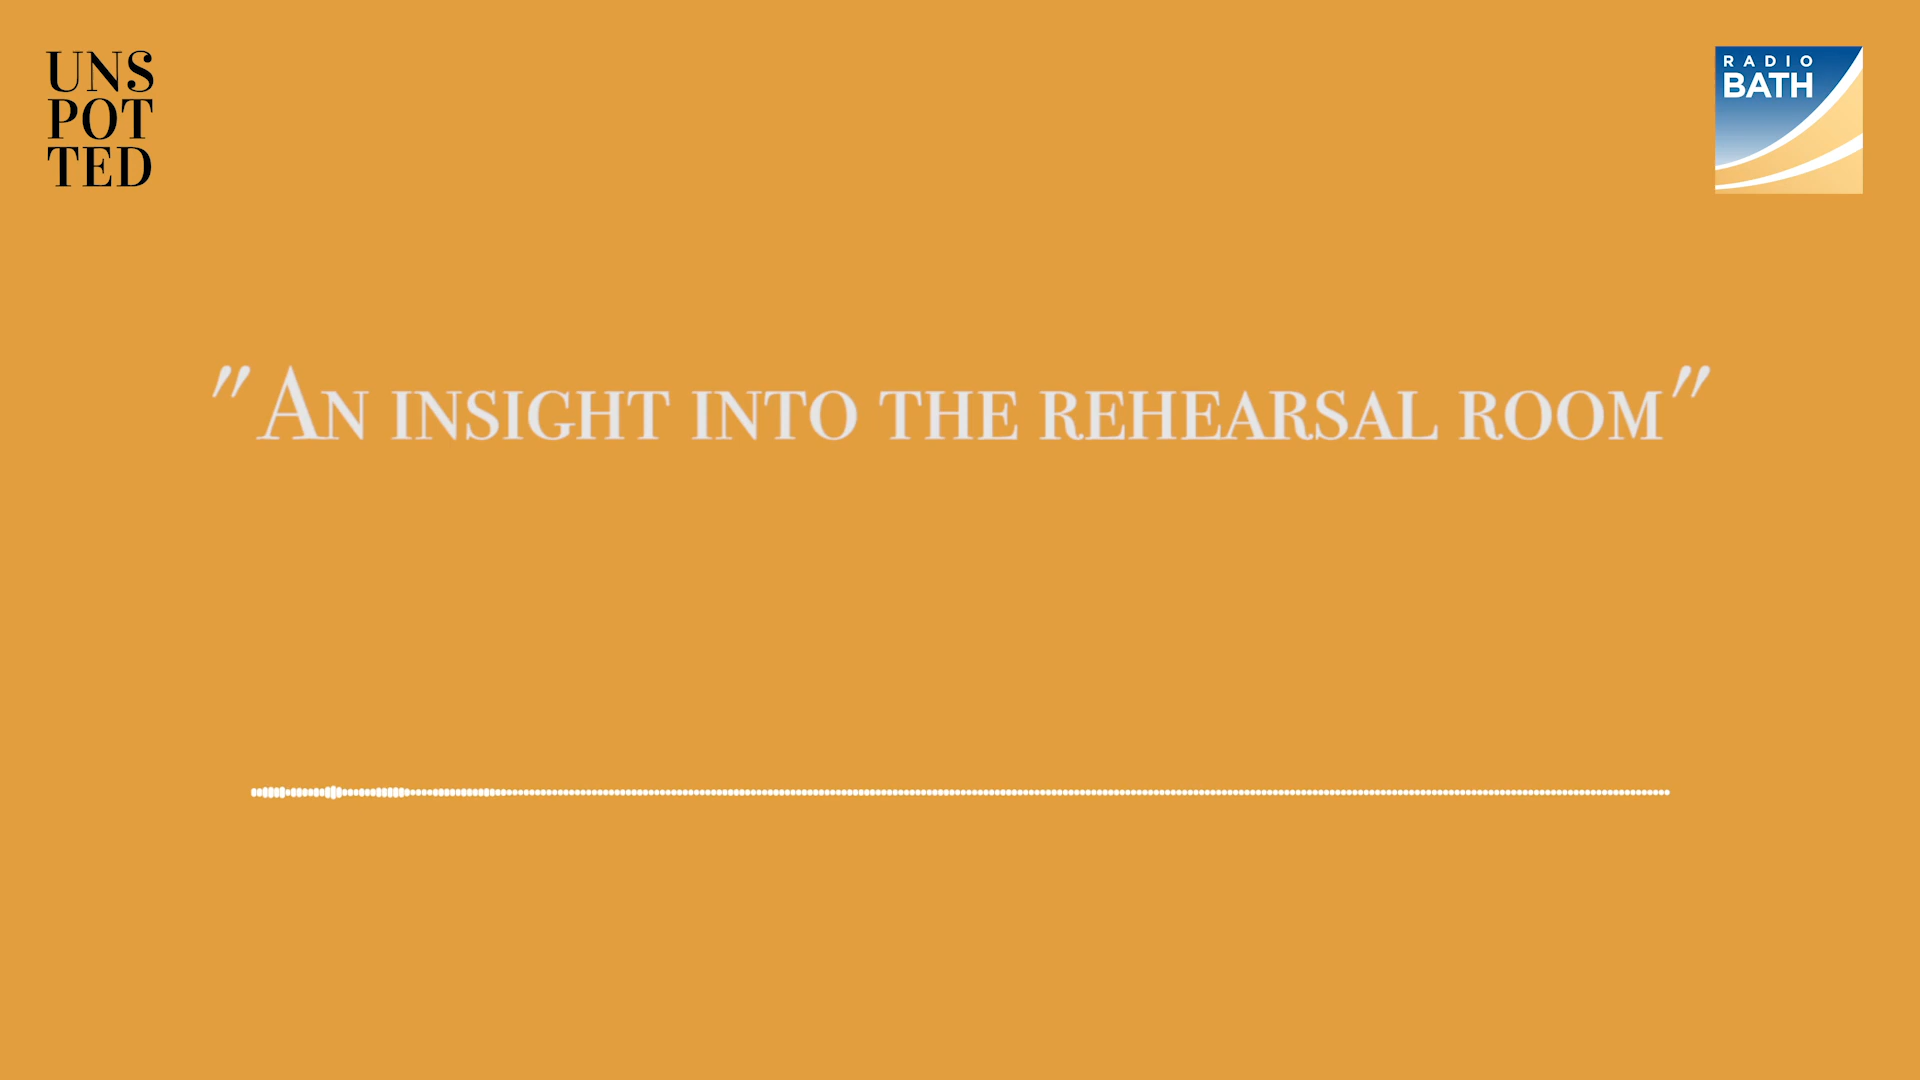 UNS
POT
TED
RADIO
BATH
"An insight into the rehearsal room"